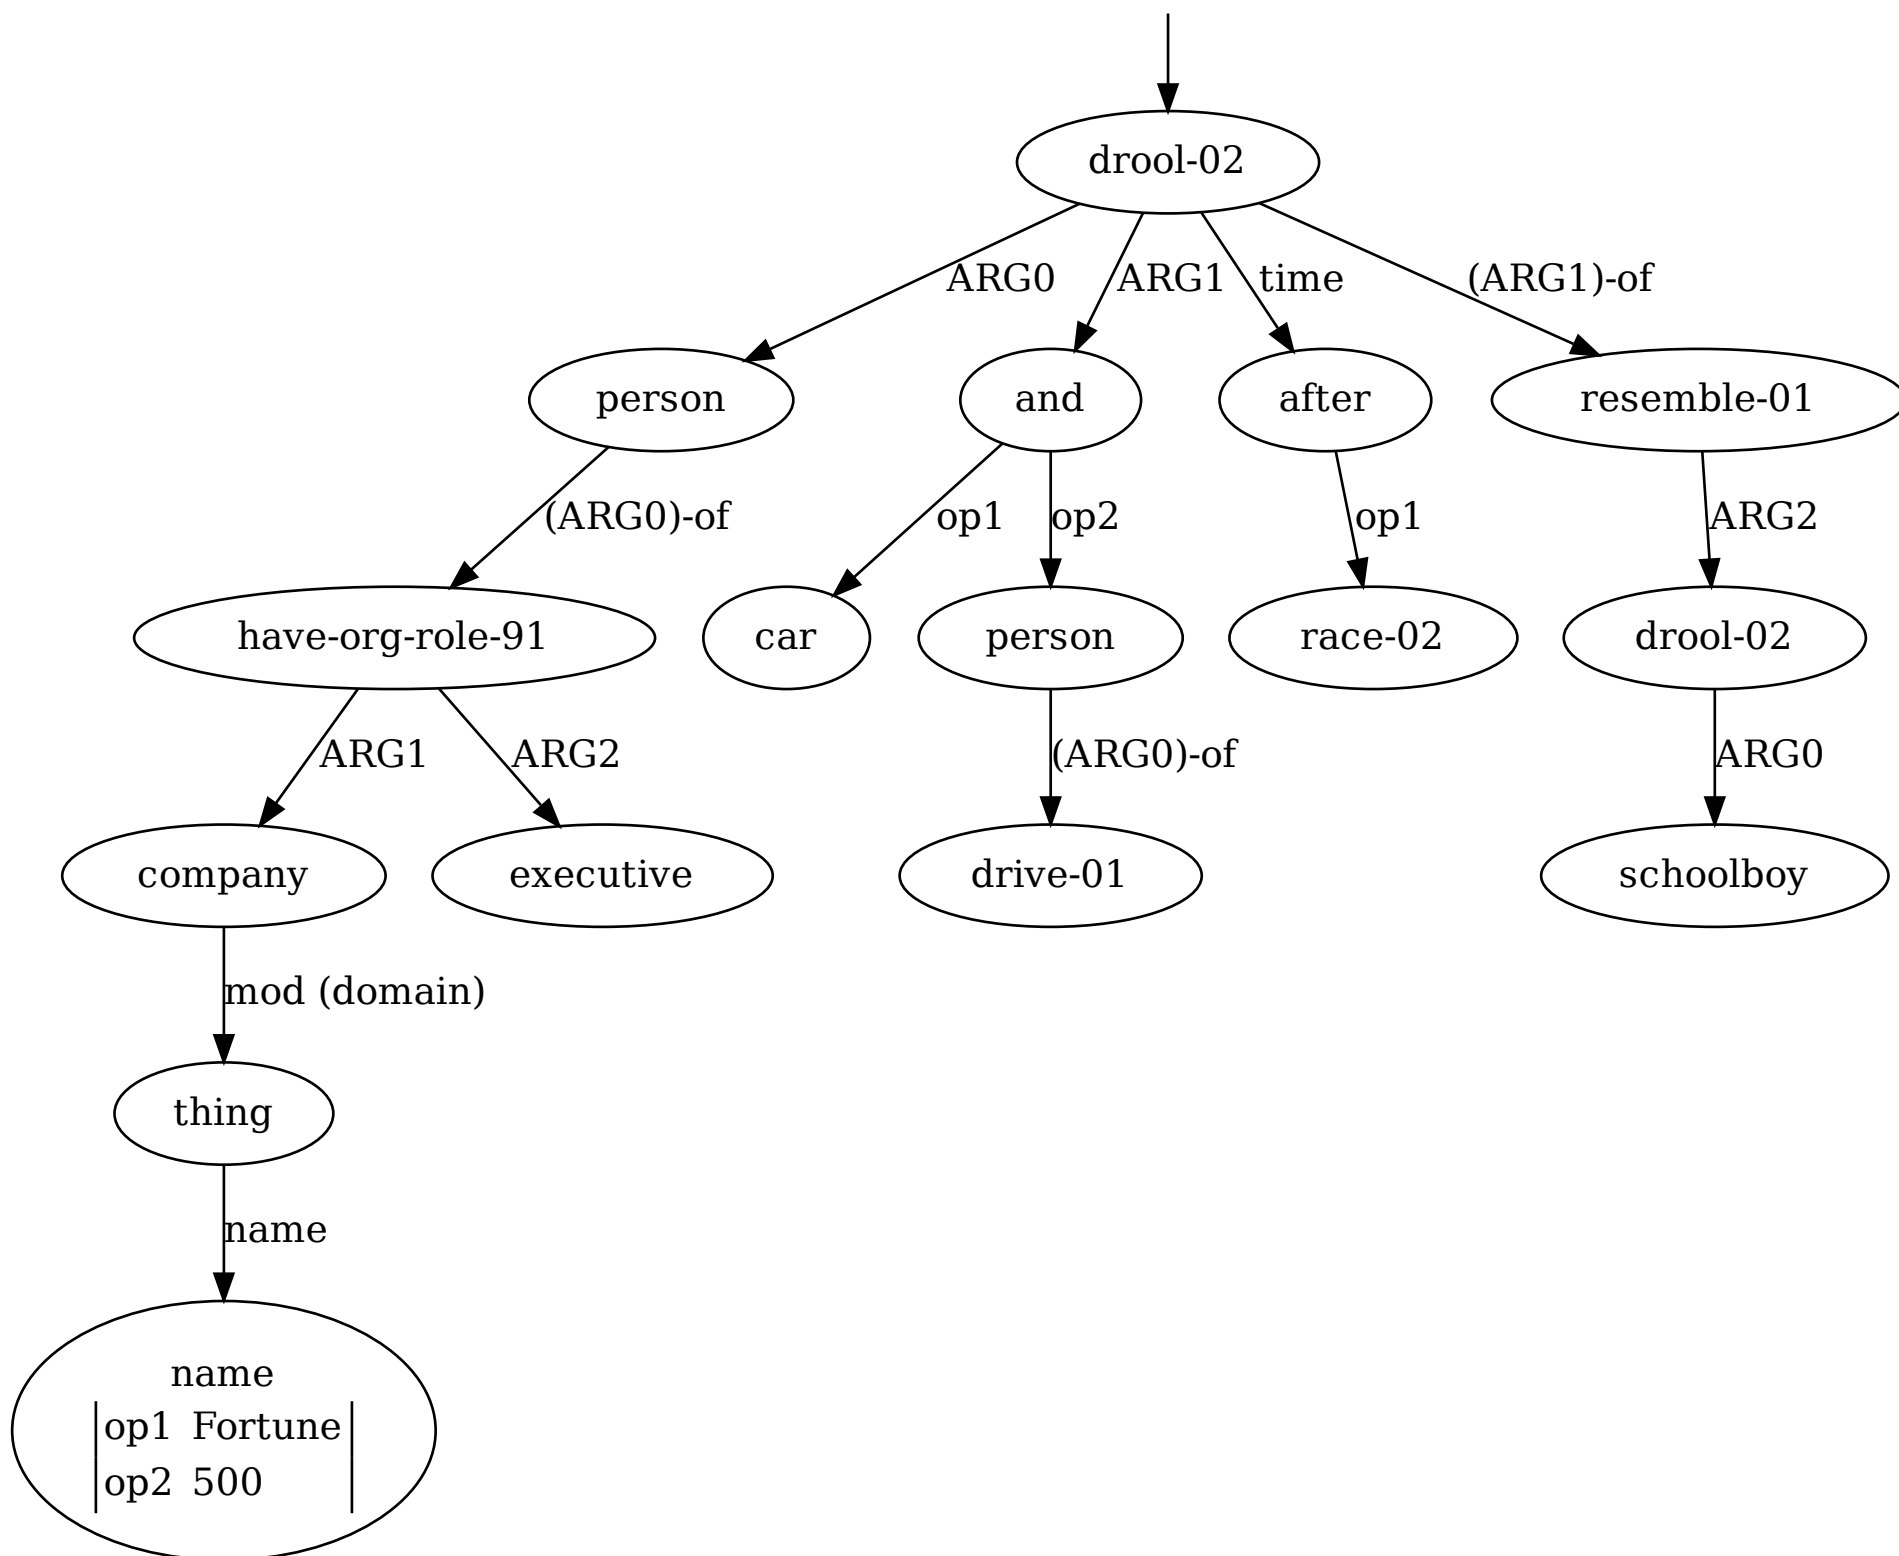 drool-02
ARG0 ARG1 time (ARG1)-of
person and after resemble-01
(ARG0)-of op1 op2 op1 ARG2
have-org-role-91 car person race-02 drool-02
ARG1 ARG2 (ARG0)-of ARG0
company executive drive-01 schoolboy
mod (domain)
thing
name
name
op1 Fortune
op2 500